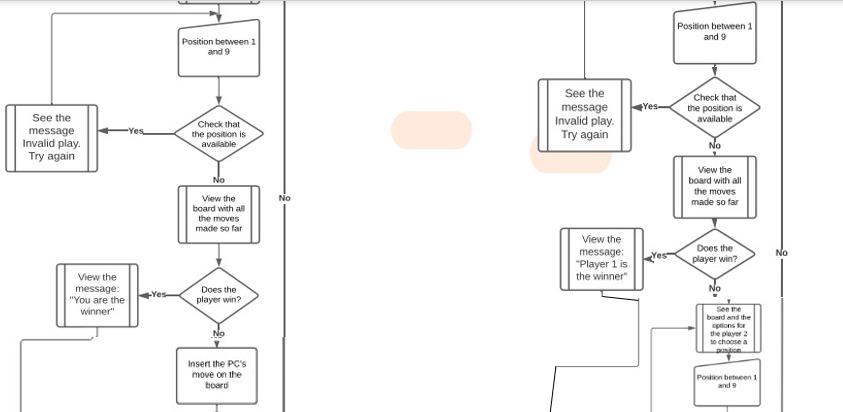 Position between 1
and 9
See the
message
Invalid play.
Try again
Yes
Check that
the position is
available
No
View the
board with all
the moves
made so far
No
View the
message:
"You are the
winner"
Yes
Does the
player win?
No
Insert the PC's
move on the
board
Position between 1
and 9
See the
message
Invalid play.
Try again
Yes
Check that
the position is
available
No
View the
board with all
the moves
made so far
View the
message:
"Player 1 is
the winner"
Yes
Does the
player win?
No
No
See the
board and the
options for
the player 2
to choose a
position
Position between 1
and 9